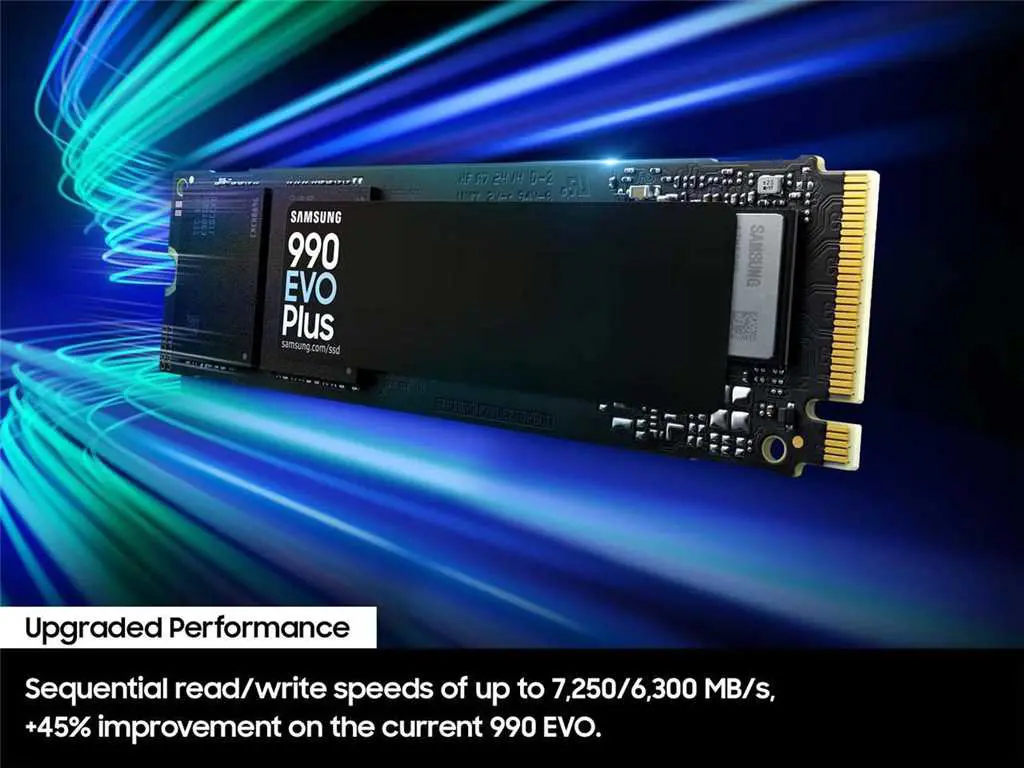 SAMSUNG
990
EVO
Plus
samsung.com/ssd
SAMSUNG
Upgraded Performance
Sequential read/write speeds of up to 7,250/6,300 MB/s,
+45% improvement on the current 990 EVO.